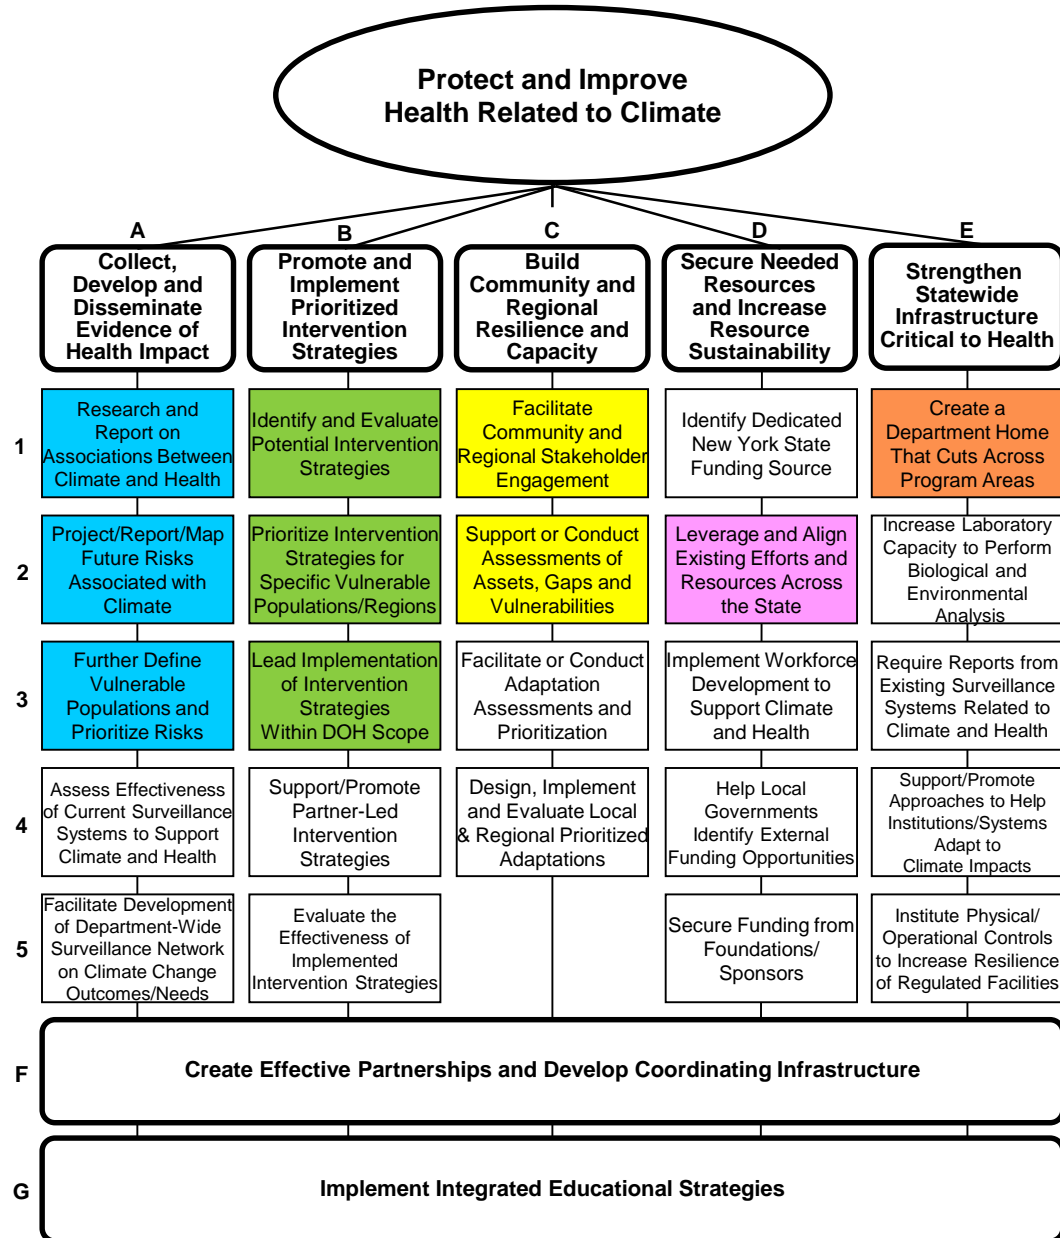 Protect and Improve
Health Related to Climate
A
B
C
D
E
Collect,
Develop and
Disseminate
Evidence of
Health Impact
Promote and
Implement
Prioritized
Intervention
Strategies
Build
Community and
Regional
Resilience and
Capacity
Secure Needed
Resources
and Increase
Resource
Sustainability
Strengthen
Statewide
Infrastructure
Critical to Health
1
Research and
Report on
Associations Between
Climate and Health
Identify and Evaluate
Potential Intervention
Strategies
Facilitate
Community and
Regional Stakeholder
Engagement
Identify Dedicated
New York State
Funding Source
Create a
Department Home
That Cuts Across
Program Areas
2
Project/Report/Map
Future Risks
Associated with
Climate
Prioritize Intervention
Strategies for
Specific Vulnerable
Populations/Regions
Support or Conduct
Assessments of
Assets, Gaps and
Vulnerabilities
Leverage and Align
Existing Efforts and
Resources Across
the State
Increase Laboratory
Capacity to Perform
Biological and
Environmental
Analysis
3
Further Define
Vulnerable
Populations and
Prioritize Risks
Lead Implementation
of Intervention
Strategies
Within DOH Scope
Facilitate or Conduct
Adaptation
Assessments and
Prioritization
Implement Workforce
Development to
Support Climate
and Health
Require Reports from
Existing Surveillance
Systems Related to
Climate and Health
4
Assess Effectiveness
of Current Surveillance
Systems to Support
Climate and Health
Support/Promote
Partner-Led
Intervention
Strategies
Design, Implement
and Evaluate Local
& Regional Prioritized
Adaptations
Help Local
Governments
Identify External
Funding Opportunities
Support/Promote
Approaches to Help
Institutions/Systems
Adapt to
Climate Impacts
5
Facilitate Development
of Department-Wide
Surveillance Network
on Climate Change
Outcomes/Needs
Evaluate the
Effectiveness of
Implemented
Intervention Strategies
Secure Funding from
Foundations/
Sponsors
Institute Physical/
Operational Controls
to Increase Resilience
of Regulated Facilities
F
Create Effective Partnerships and Develop Coordinating Infrastructure
G
Implement Integrated Educational Strategies